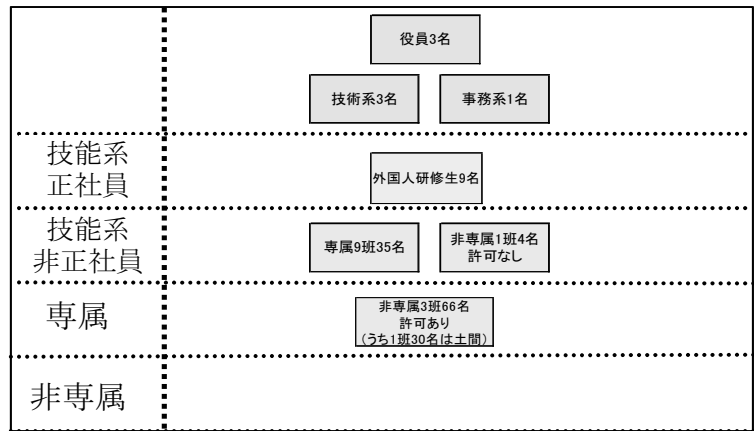 役員3名
技術系3名
事務系1名
技能系
正社員
外国人研修生9名
技能系
非正社員
専属9班35名
非専属1班4名
許可なし
専属
非専属3班66名
許可あり
(うち1班30名は土間)
非専属